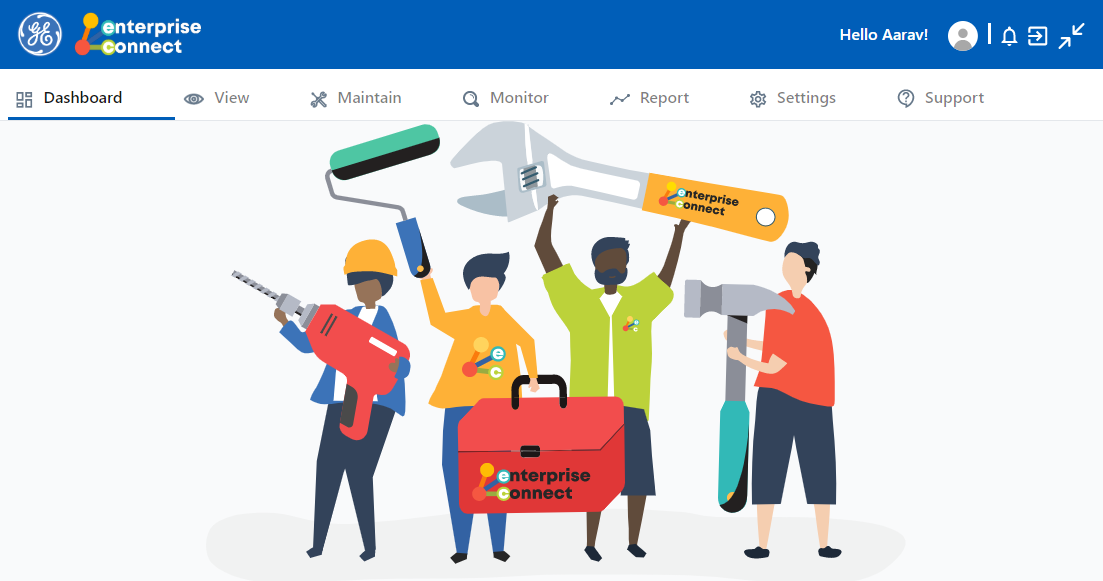 GE
enterprise
connect
Hello Aarav!
Dashboard
View
Maintain
Monitor
Report
Settings
Support
enterprise
connect
e
c
e
c
enterprise
connect